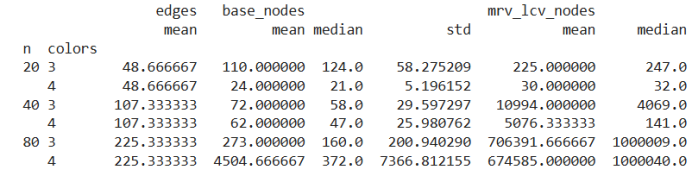 edges base_nodes mrv_lcv_nodes
mean mean median std mean median
n colors
20 3 48.666667 110.000000 124.0 58.275209 225.000000 247.0
4 48.666667 24.000000 21.0 5.196152 30.000000 32.0
40 3 107.333333 72.000000 58.0 29.597297 10994.000000 4069.0
4 107.333333 62.000000 47.0 25.980762 5076.333333 141.0
80 3 225.333333 273.000000 160.0 200.940290 706391.666667 1000009.0
4 225.333333 4504.666667 372.0 7366.812155 674585.000000 1000040.0